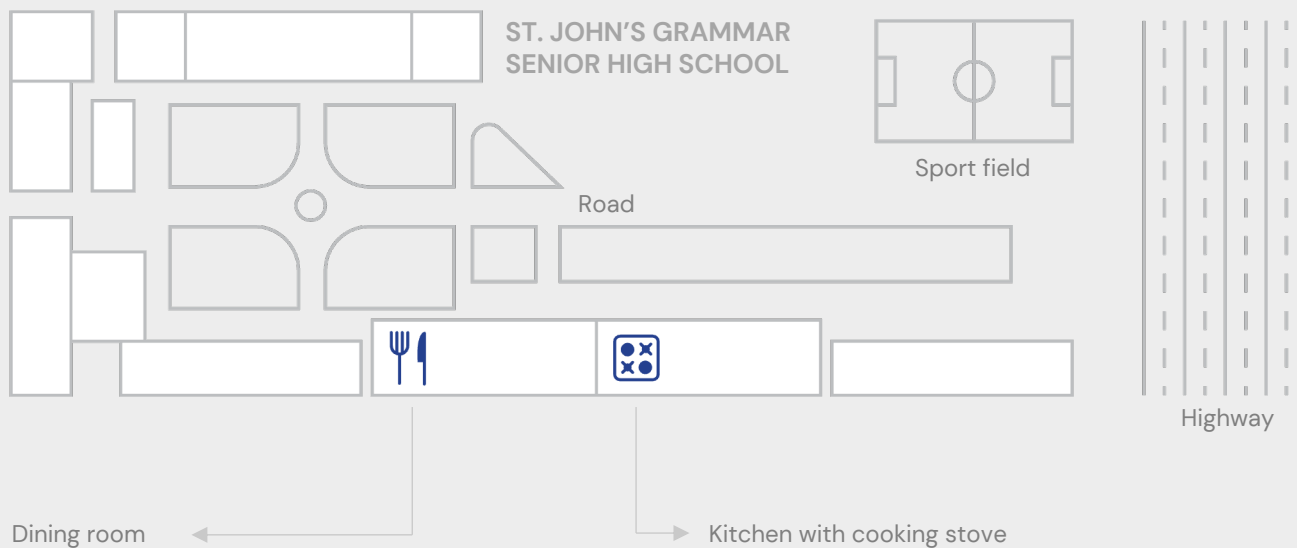 ST. JOHN’S GRAMMAR
SENIOR HIGH SCHOOL
Sport field
Road
Highway
Dining room
Kitchen with cooking stove